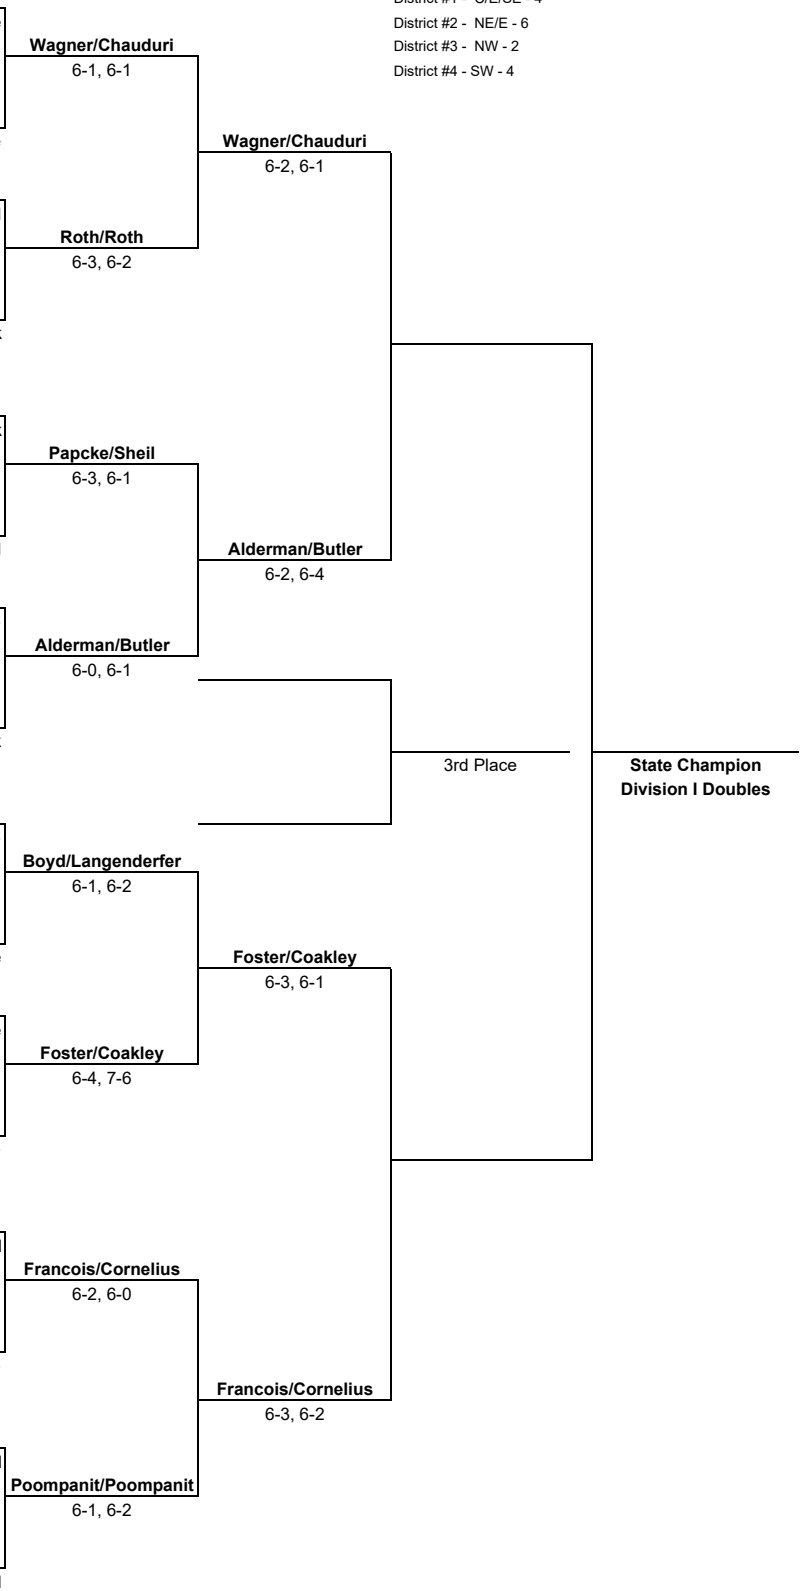 District #2 - NE/E - 6
District #3 - NW - 2
District #4 - SW - 4
Wagner/Chauduri
6-1, 6-1
Wagner/Chauduri
6-2, 6-1
Roth/Roth
6-3, 6-2
Papcke/Sheil
6-3, 6-1
Alderman/Butler
6-2, 6-4
Alderman/Butler
6-0, 6-1
3rd Place
State Champion
Division I Doubles
Boyd/Langenderfer
6-1, 6-2
Foster/Coakley
6-3, 6-1
Foster/Coakley
6-4, 7-6
Francois/Cornelius
6-2, 6-0
Francois/Cornelius
6-3, 6-2
Poompanit/Poompanit
6-1, 6-2